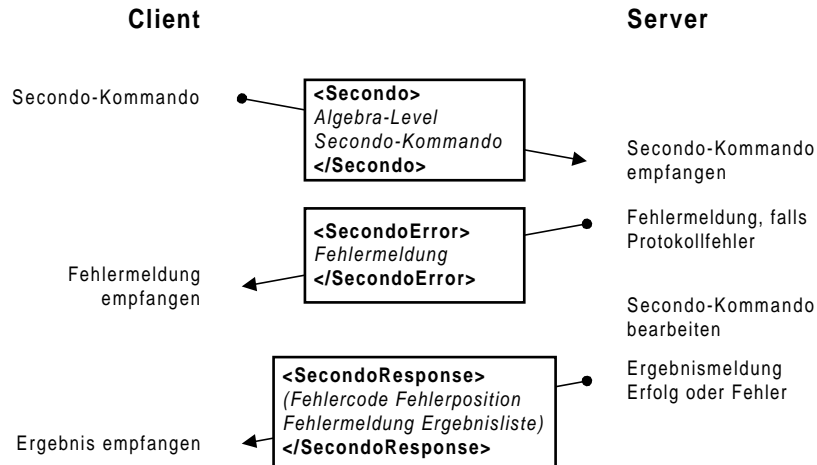 Client
Server
Secondo-Kommando
<Secondo>
Algebra-Level
Secondo-Kommando
</Secondo>
Secondo-Kommando
empfangen
<SecondoError>
Fehlermeldung
</SecondoError>
Fehlermeldung, falls
Protokollfehler
Fehlermeldung
empfangen
Secondo-Kommando
bearbeiten
<SecondoResponse>
(Fehlercode Fehlerposition
Fehlermeldung Ergebnisliste)
</SecondoResponse>
Ergebnismeldung
Erfolg oder Fehler
Ergebnis empfangen